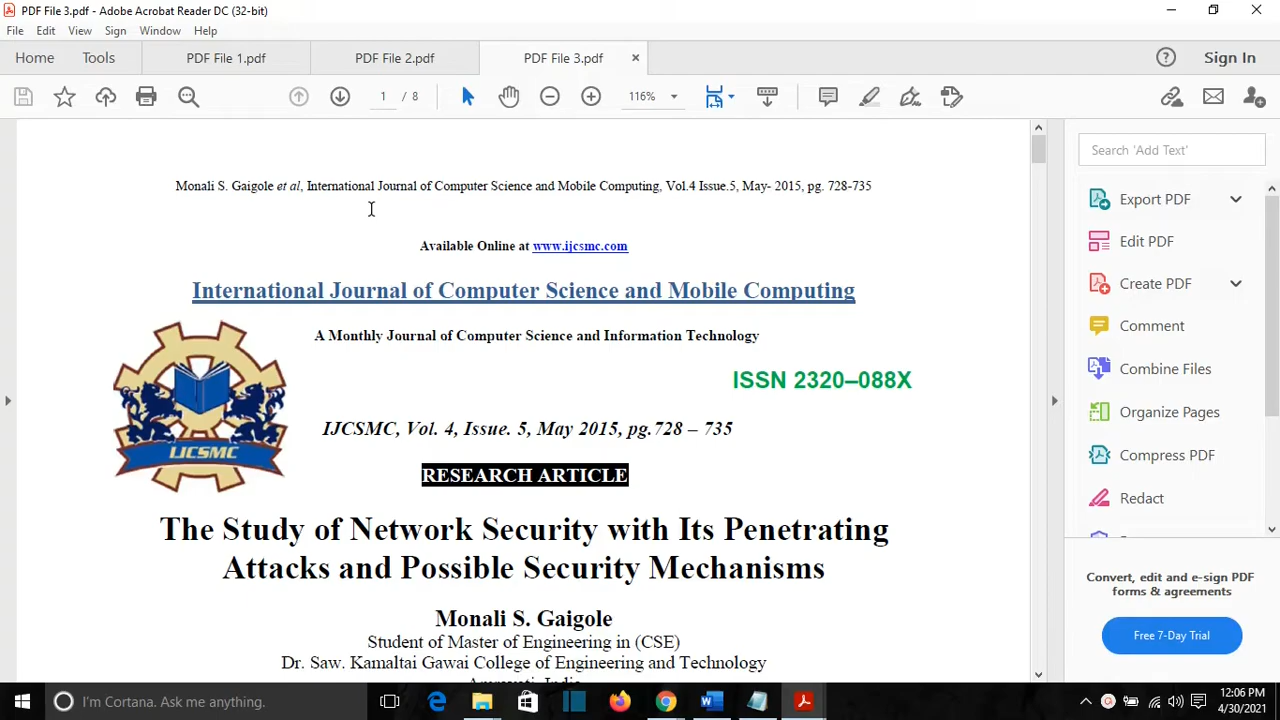 PDF File 3.pdf - Adobe Acrobat Reader DC (32-bit)
File Edit View Sign Window Help
Home Tools PDF File 1.pdf PDF File 2.pdf PDF File 3.pdf Sign In
1 / 8 116%
Monali S. Gaigole et al, International Journal of Computer Science and Mobile Computing, Vol.4 Issue.5, May- 2015, pg. 728-735
Available Online at www.ijcsmc.com
International Journal of Computer Science and Mobile Computing
A Monthly Journal of Computer Science and Information Technology
ISSN 2320–088X
IJCSMC
IJCSMC, Vol. 4, Issue. 5, May 2015, pg.728 – 735
RESEARCH ARTICLE
The Study of Network Security with Its Penetrating
Attacks and Possible Security Mechanisms
Monali S. Gaigole
Student of Master of Engineering in (CSE)
Dr. Saw. Kamaltai Gawai College of Engineering and Technology
Search 'Add Text'
Export PDF
Edit PDF
Create PDF
Comment
Combine Files
Organize Pages
Compress PDF
Redact
Convert, edit and e-sign PDF
forms & agreements
Free 7-Day Trial
I'm Cortana. Ask me anything.
12:06 PM
4/30/2021